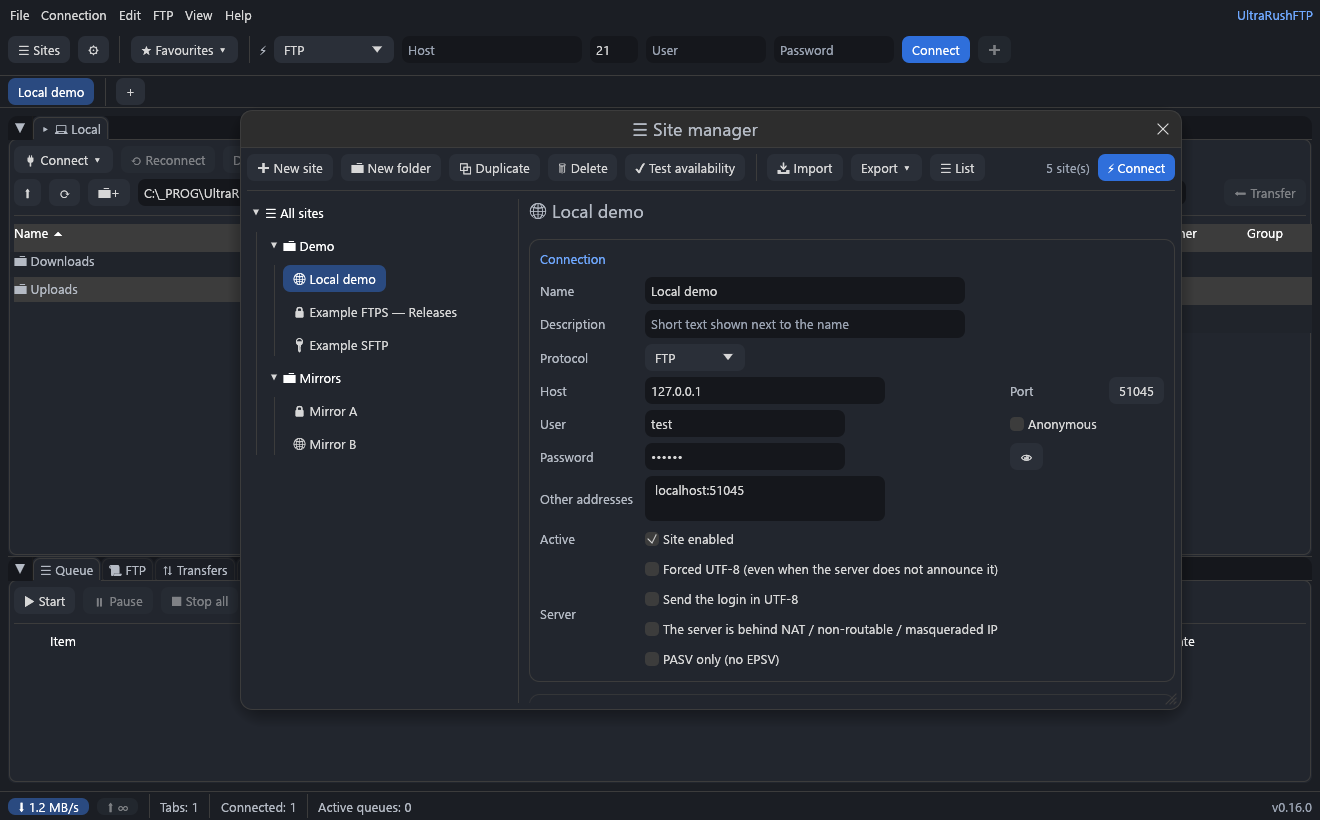 File Connection Edit FTP View Help UltraRushFTP
Sites Favourites FTP Host 21 User Password Connect +
Local demo +
Local
Site manager
Connect Reconnect
New site New folder Duplicate Delete Test availability Import Export List 5 site(s) Connect
C:\_PROG\UltraR Transfer
All sites
Local demo
Name Group
Demo
Connection
Downloads
Local demo
Name Local demo
Uploads
Example FTPS — Releases
Description Short text shown next to the name
Example SFTP
Protocol FTP
Mirrors
Host 127.0.0.1 Port 51045
Mirror A
User test Anonymous
Mirror B
Password ••••••
Other addresses localhost:51045
Active Site enabled
Queue FTP Transfers
Forced UTF-8 (even when the server does not announce it)
Start Pause Stop all
Send the login in UTF-8
Server
The server is behind NAT / non-routable / masqueraded IP
Item
PASV only (no EPSV)
1.2 MB/s ∞ Tabs: 1 Connected: 1 Active queues: 0 v0.16.0